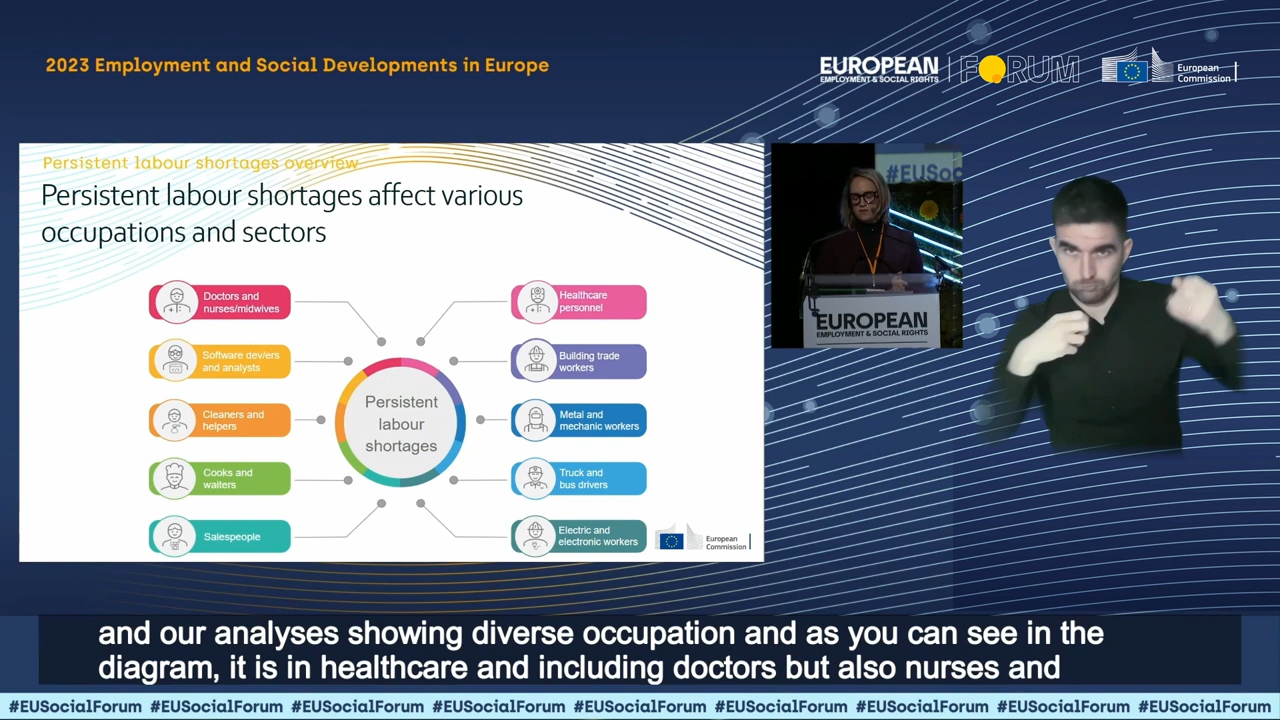 2023 Employment and Social Developments in Europe
EUROPEAN
EMPLOYMENT & SOCIAL RIGHTS
FORUM
European
Commission
Persistent labour shortages overview
Persistent labour shortages affect various
occupations and sectors
Doctors and
nurses/midwives
Software dev/ers
and analysts
Cleaners and
helpers
Cooks and
waiters
Salespeople
Persistent
labour
shortages
Healthcare
personnel
Building trade
workers
Metal and
mechanic workers
Truck and
bus drivers
Electric and
electronic workers
European
Commission
#EUSoc
EUROPEAN
EMPLOYMENT & SOCIAL RIGHTS
and our analyses showing diverse occupation and as you can see in the
diagram, it is in healthcare and including doctors but also nurses and
#EUSocialForum #EUSocialForum #EUSocialForum #EUSocialForum #EUSocialForum #EUSocialForum #EUSocialForum #EUSocialForum #EUSocialForum